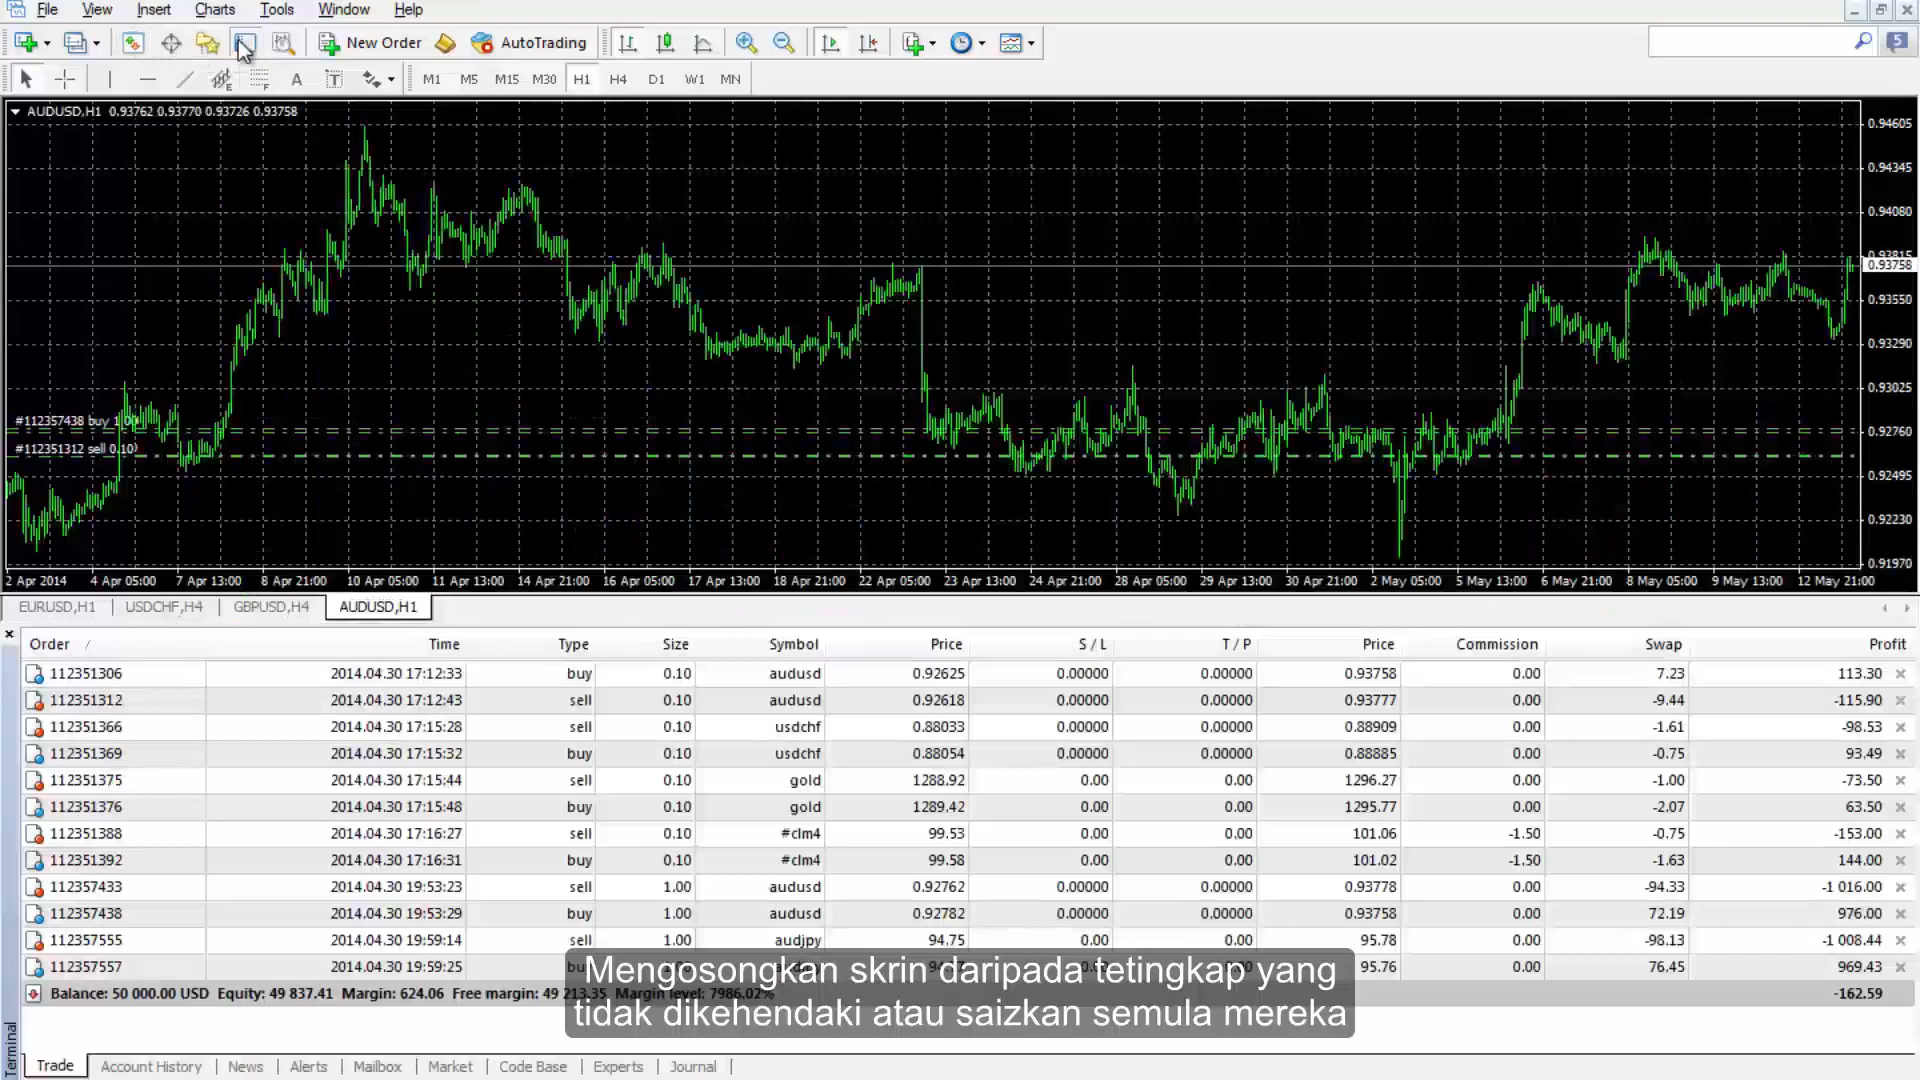 File View Insert Charts Tools Window Help
New Order AutoTrading 5
E F A T M1 M5 M15 M30 H1 H4 D1 W1 MN
AUDUSD,H1 0.93762 0.93770 0.93726 0.93758
0.94605
0.94345
0.94080
0.93815
0.93758
0.93550
0.93290
0.93025
#112357438 buy 1.00
0.92760
#112351312 sell 0.10
0.92495
0.92230
0.91970
2 Apr 2014 4 Apr 05:00 7 Apr 13:00 8 Apr 21:00 10 Apr 05:00 11 Apr 13:00 14 Apr 21:00 16 Apr 05:00 17 Apr 13:00 18 Apr 21:00 22 Apr 05:00 23 Apr 13:00 24 Apr 21:00 28 Apr 05:00 29 Apr 13:00 30 Apr 21:00 2 May 05:00 5 May 13:00 6 May 21:00 8 May 05:00 9 May 13:00 12 May 21:00
EURUSD,H1 USDCHF,H4 GBPUSD,H4 AUDUSD,H1
Order / Time Type Size Symbol Price S / L T / P Price Commission Swap Profit
112351306 2014.04.30 17:12:33 buy 0.10 audusd 0.92625 0.00000 0.00000 0.93758 0.00 7.23 113.30
112351312 2014.04.30 17:12:43 sell 0.10 audusd 0.92618 0.00000 0.00000 0.93777 0.00 -9.44 -115.90
112351366 2014.04.30 17:15:28 sell 0.10 usdchf 0.88033 0.00000 0.00000 0.88909 0.00 -1.61 -98.53
112351369 2014.04.30 17:15:32 buy 0.10 usdchf 0.88054 0.00000 0.00000 0.88885 0.00 -0.75 93.49
112351375 2014.04.30 17:15:44 sell 0.10 gold 1288.92 0.00 0.00 1296.27 0.00 -1.00 -73.50
112351376 2014.04.30 17:15:48 buy 0.10 gold 1289.42 0.00 0.00 1295.77 0.00 -2.07 63.50
112351388 2014.04.30 17:16:27 sell 0.10 #clm4 99.53 0.00 0.00 101.06 -1.50 -0.75 -153.00
112351392 2014.04.30 17:16:31 buy 0.10 #clm4 99.58 0.00 0.00 101.02 -1.50 -1.63 144.00
112357433 2014.04.30 19:53:23 sell 1.00 audusd 0.92762 0.00000 0.00000 0.93778 0.00 -94.33 -1 016.00
112357438 2014.04.30 19:53:29 buy 1.00 audusd 0.92782 0.00000 0.00000 0.93758 0.00 72.19 976.00
112357555 2014.04.30 19:59:14 sell 1.00 audjpy 94.75 0.00 0.00 95.78 0.00 -98.13 -1 008.44
112357557 2014.04.30 19:59:25 95.76 0.00 76.45 969.43
Balance: 50 000.00 USD Equity: 49 837.41 Margin: 624.06 Free margin: 49 213.35 Margin level: 7986.02% -162.59
Mengosongkan skrin daripada tetingkap yang
tidak dikehendaki atau saizkan semula mereka
Terminal
Trade Account History News Alerts Mailbox Market Code Base Experts Journal